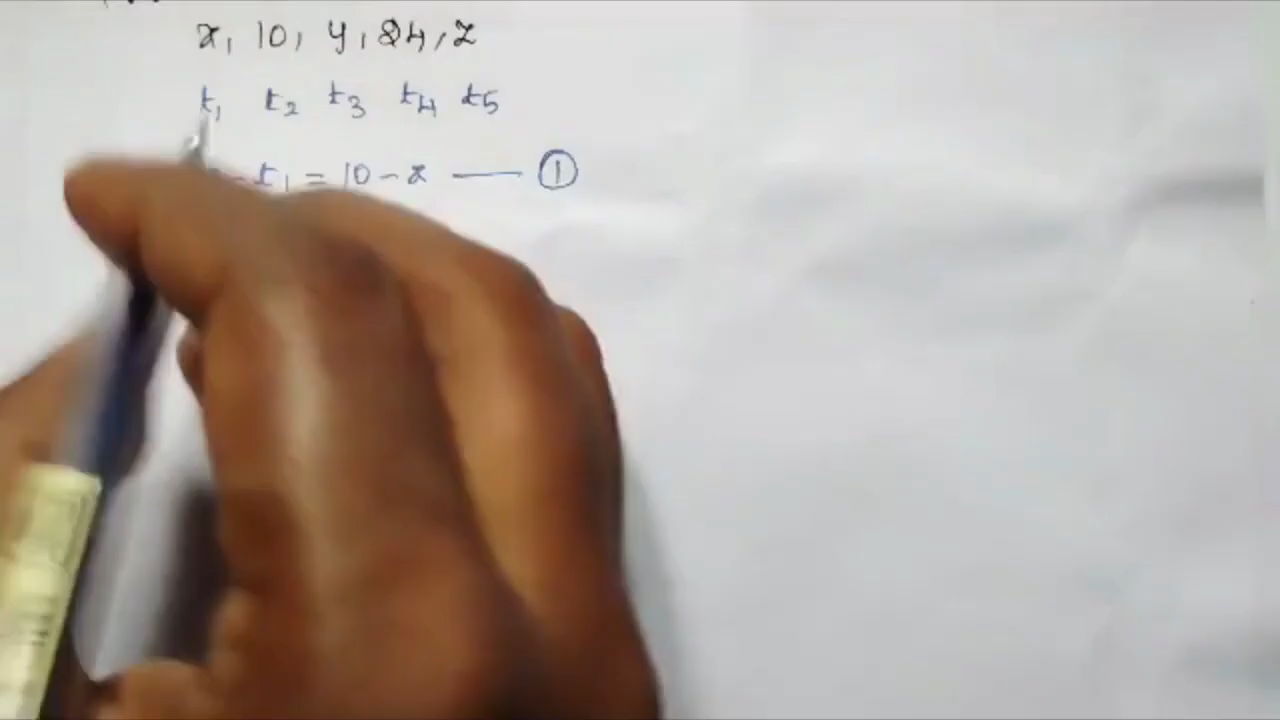 x, 10, y, 24, z
t1 t2 t3 t4 t5
- t1 = 10 - x —— ①